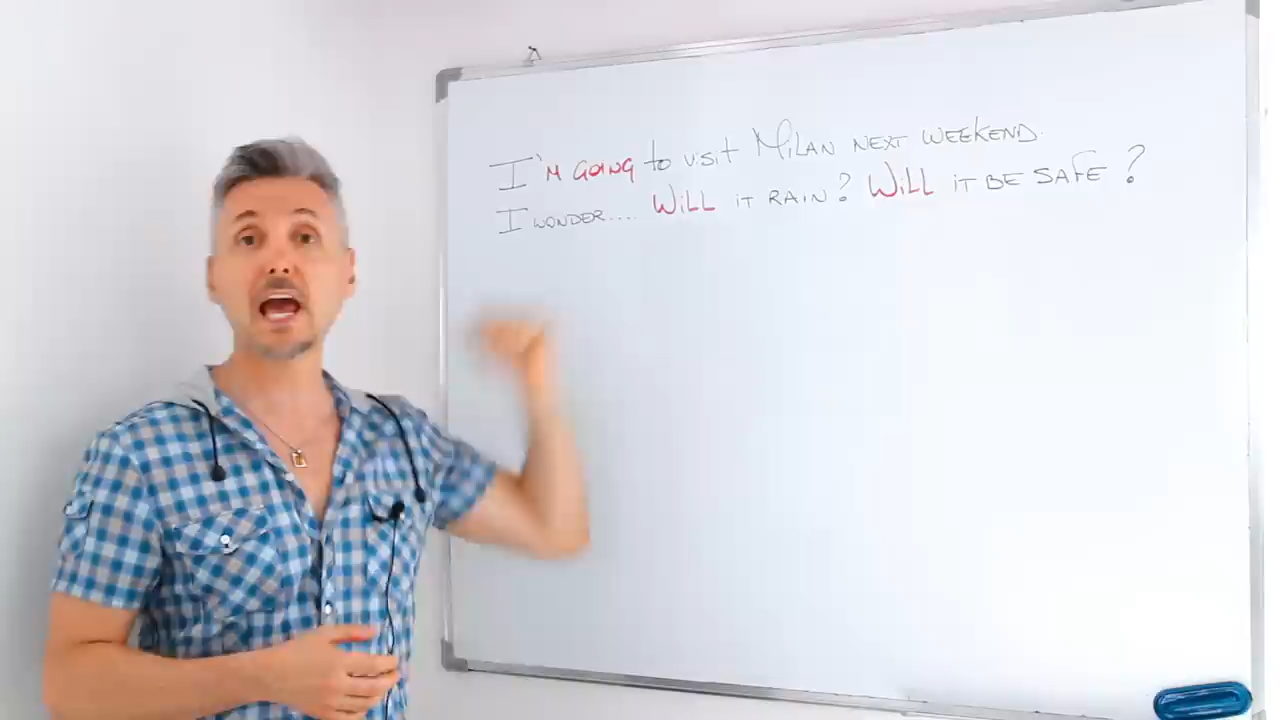 I'M GOING to visit MiLAN NEXT WEEKEND.
I WONDER.... WiLL iT RAIN? WiLL iT BE SAFE?